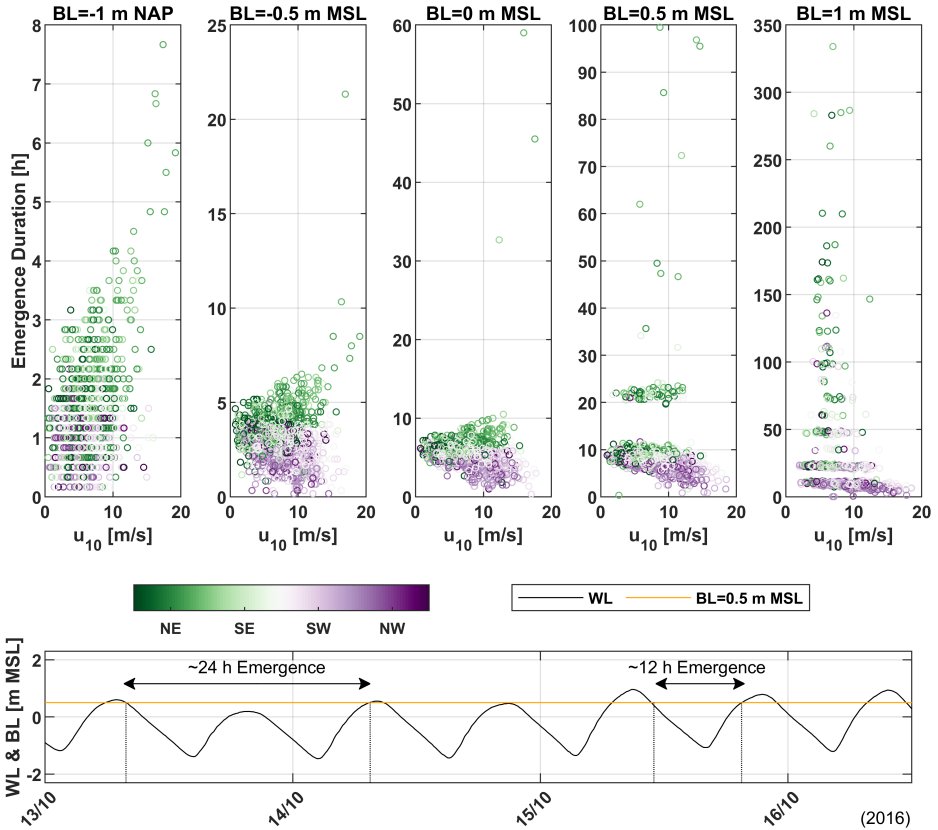 BL=-1 m NAP
BL=-0.5 m MSL
BL=0 m MSL
BL=0.5 m MSL
BL=1 m MSL
Emergence Duration [h]
8
7
6
5
4
3
2
1
0
0 10 20
u10 [m/s]
25
20
15
10
5
0
0 10 20
u10 [m/s]
60
50
40
30
20
10
0
0 10 20
u10 [m/s]
100
90
80
70
60
50
40
30
20
10
0
0 10 20
u10 [m/s]
350
300
250
200
150
100
50
0
0 10 20
u10 [m/s]
NE SE SW NW
WL BL=0.5 m MSL
WL & BL [m MSL]
2
0
-2
~24 h Emergence
~12 h Emergence
13/10 14/10 15/10 16/10
(2016)